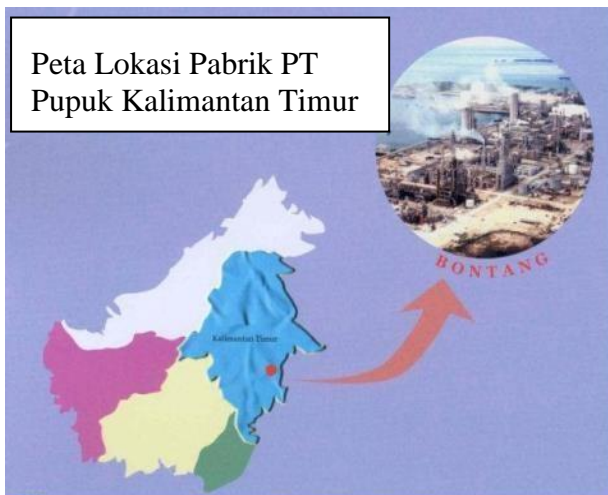 Peta Lokasi Pabrik PT
Pupuk Kalimantan Timur
BONTANG
Kalimantan Timur